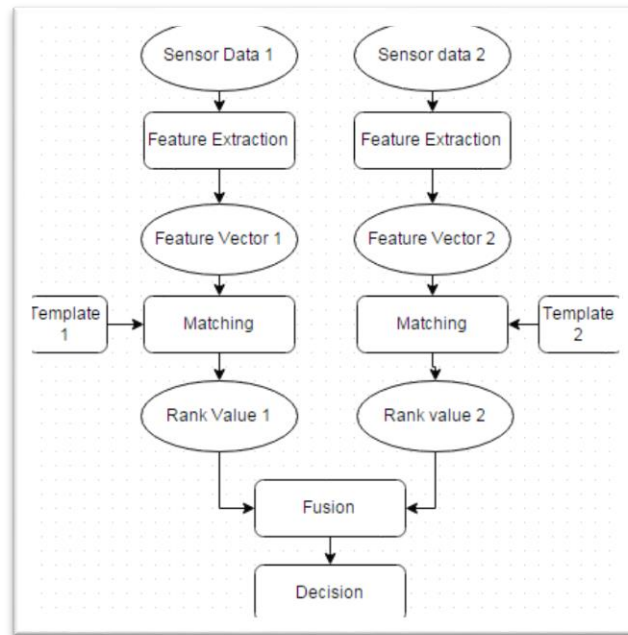 Sensor Data 1
Sensor data 2
Feature Extraction
Feature Extraction
Feature Vector 1
Feature Vector 2
Template
1
Matching
Matching
Template
2
Rank Value 1
Rank value 2
Fusion
Decision